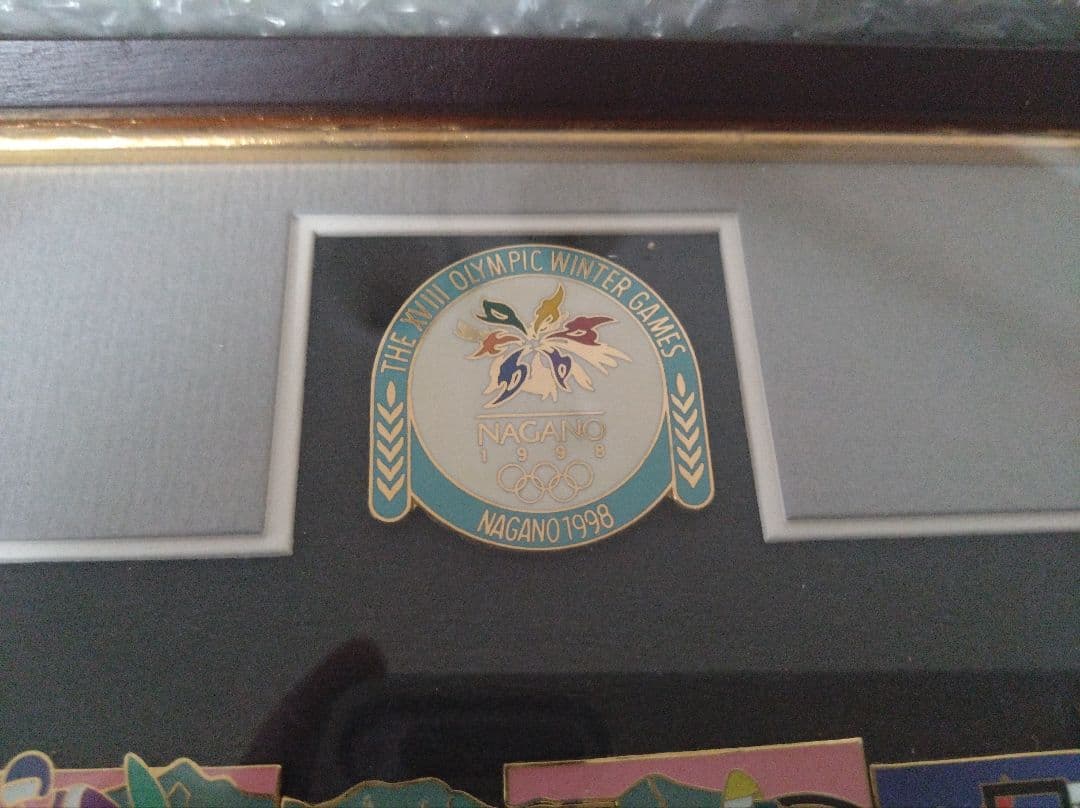 THE XVIII OLYMPIC WINTER GAMES
NAGANO
1998
NAGANO 1998